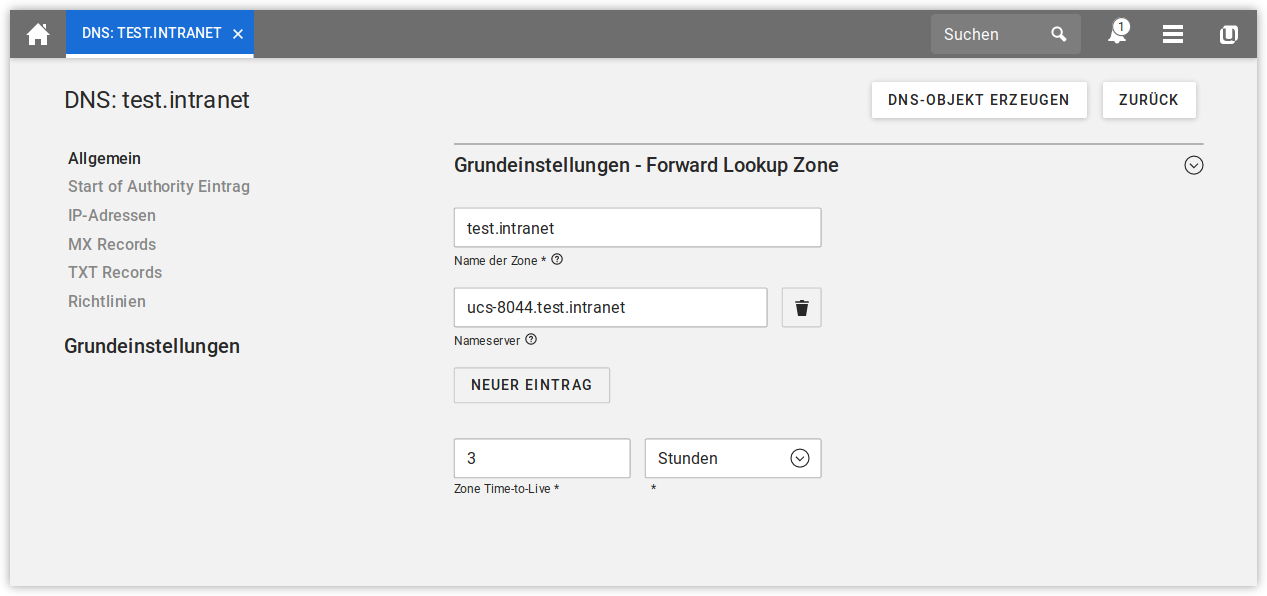 DNS: TEST.INTRANET ×
Suchen
1
DNS: test.intranet
DNS-OBJEKT ERZEUGEN
ZURÜCK
Allgemein
Start of Authority Eintrag
IP-Adressen
MX Records
TXT Records
Richtlinien
Grundeinstellungen
Grundeinstellungen - Forward Lookup Zone
test.intranet
Name der Zone * ?
ucs-8044.test.intranet
Nameserver ?
NEUER EINTRAG
3
Stunden
Zone Time-to-Live *
*